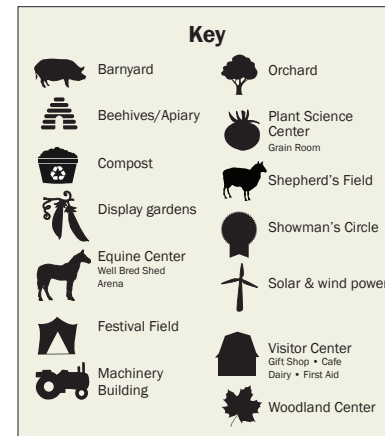 Key
Barnyard
Beehives/Apiary
Compost
Display gardens
Equine Center
Well Bred Shed
Arena
Festival Field
Machinery
Building
Orchard
Plant Science
Center
Grain Room
Shepherd's Field
Showman's Circle
Solar & wind power
Visitor Center
Gift Shop • Cafe
Dairy • First Aid
Woodland Center